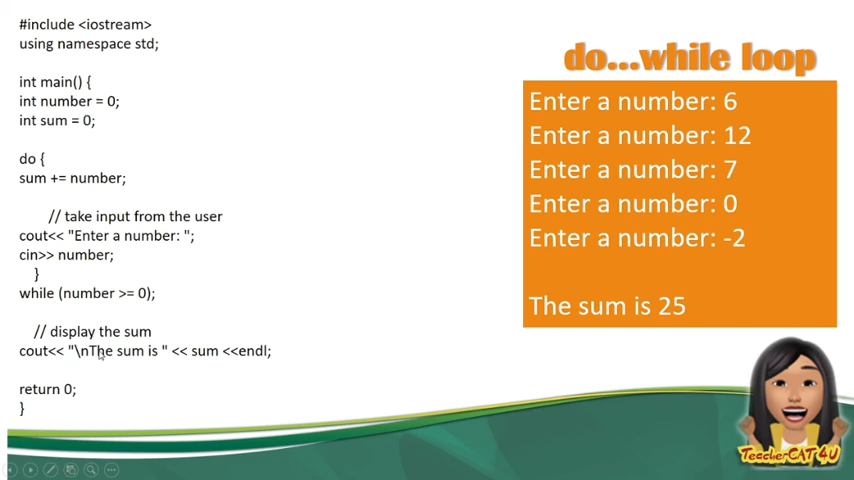 #include <iostream>
using namespace std;
int main() {
int number = 0;
int sum = 0;
do {
sum += number;
// take input from the user
cout<< "Enter a number: ";
cin>> number;
}
while (number >= 0);
// display the sum
cout<< "\nThe sum is " << sum <<endl;
return 0;
}
do...while loop
Enter a number: 6
Enter a number: 12
Enter a number: 7
Enter a number: 0
Enter a number: -2
The sum is 25
TeacherCAT 4U